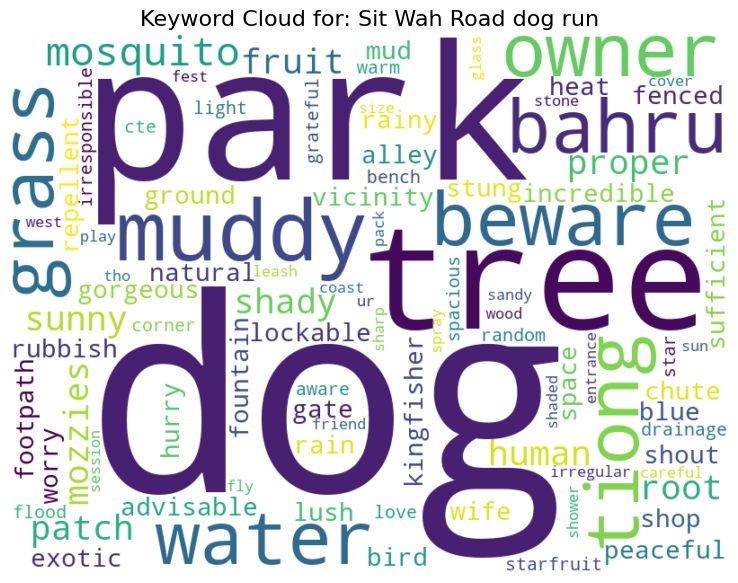 Keyword Cloud for: Sit Wah Road dog run
mosquito
fruit
mud
warm
glass
owner
fest
park
heat
cover
stone
fenced
irresponsible
light
grateful
size
rainy
bahru
cte
repellent
grass
alley
bench
proper
ground
vicinity
stung
incredible
west
play
muddy
pack
beware
tree
tho
natural
leash
gorgeous
shady
coast
ur
spacious
sandy
wood
sufficient
sunny
corner
lockable
sharp
spray
random
rubbish
fountain
dog
kingfisher
shaded
space
entrance
star
sun
tiong
footpath
worry
mozzies
session
hurry
aware
gate
friend
rain
human
chute
blue
drainage
shout
irregular
careful
root
flood
advisable
fly
lush
love
wife
shower
shop
patch
water
bird
exotic
starfruit
peaceful